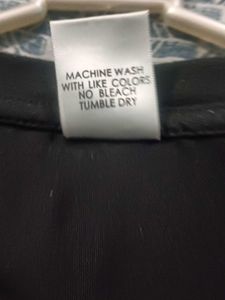 MACHINE WASH
WITH LIKE COLORS
NO BLEACH
TUMBLE DRY